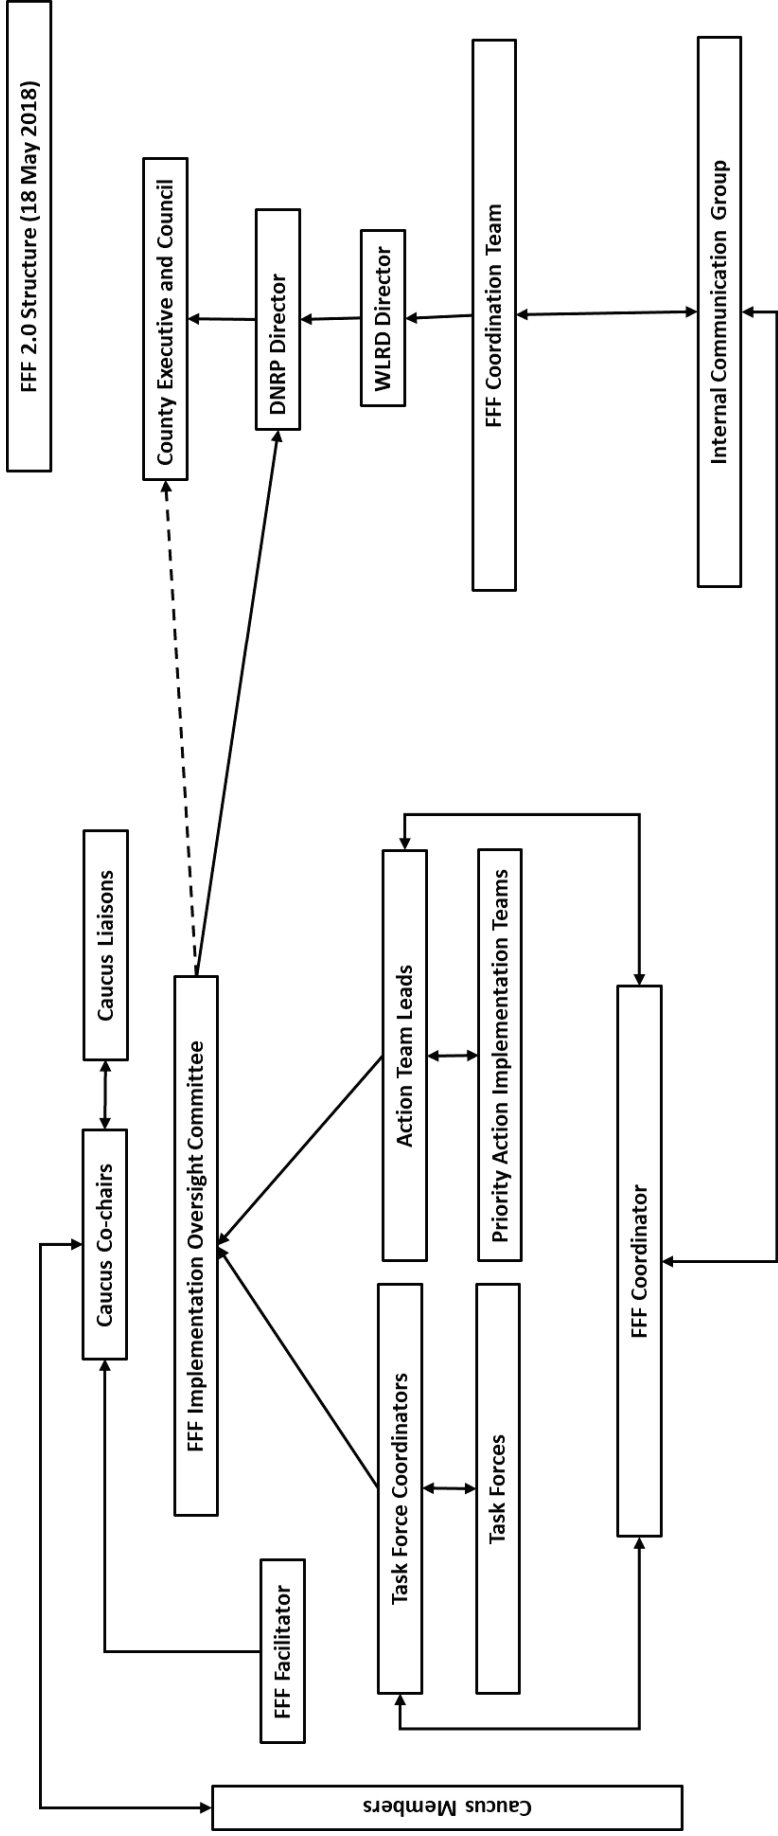 FFF 2.0 Structure (18 May 2018)
Caucus Co-chairs
Caucus Liaisons
County Executive and Council
FFF Implementation Oversight Committee
FFF Facilitator
DNRP Director
WLRD Director
Task Force Coordinators
Action Team Leads
FFF Coordination Team
Task Forces
Priority Action Implementation Teams
FFF Coordinator
Internal Communication Group
Caucus Members